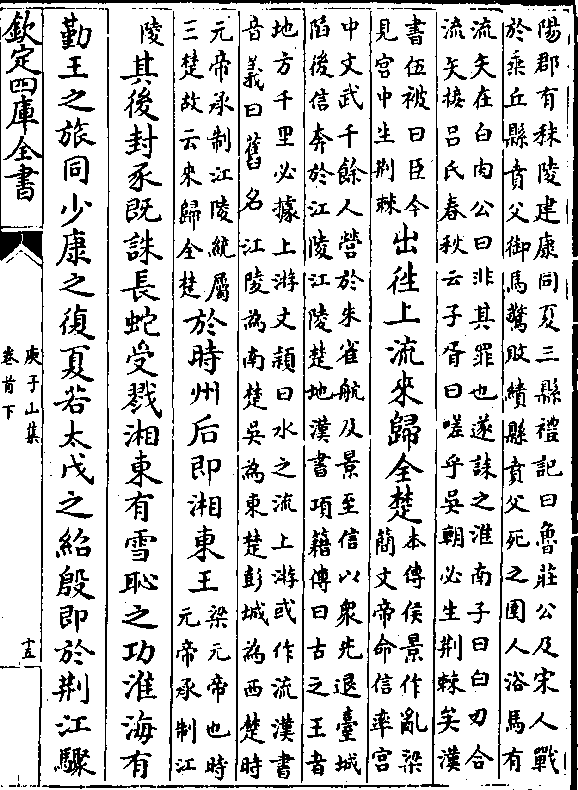 陽郡有秣陵建康同夏三縣禮記曰魯莊公及宋人戰
於乘丘縣賁父御馬驚敗績縣賁父死之圉人浴馬有
流矢在白肉公曰非其罪也遂誅之淮南子曰白刃合
流矢接吕氏春秋云子胥曰嗟乎吳朝必生荆棘矣漢
書伍被曰臣今
見宫中生荆棘
出徃上流來歸全楚
本傳侯景作亂梁
簡文帝命信率宫
中文武千餘人營於朱雀航及景至信以衆先退臺城
陷後信奔於江陵江陵楚地漢書項籍傳曰古之王者
地方千里必據上游文穎曰水之流上游或作流漢書
音義曰舊名江陵為南楚吳為東楚彭城為西楚時
元帝承制江陵統屬
三楚故云來歸全楚
於時州后即湘東王
梁元帝也時
元帝承制江
陵
其後封豕既誅長蛇受戮湘東有雪恥之功淮海有
勤王之旅同少康之復夏若太戊之紹殷即於荆江驟
欽定四庫全書
庾子山集
卷首下
十五